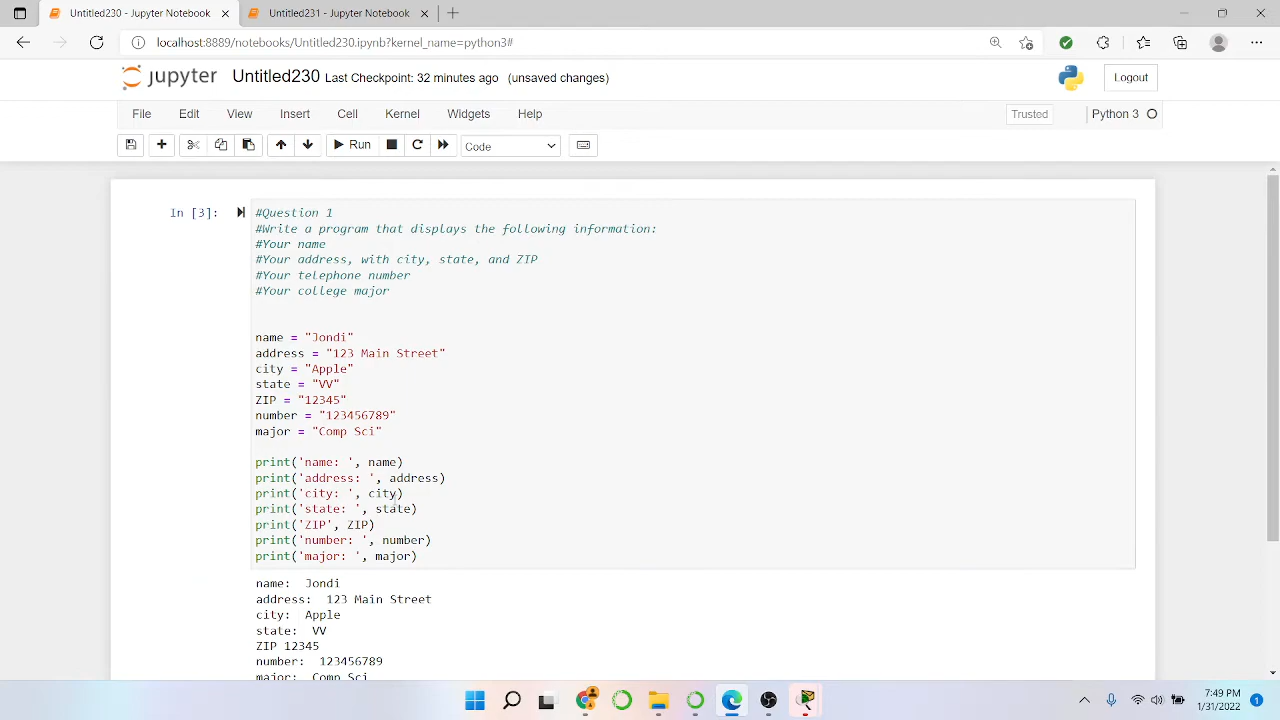 Untitled230 - Jupyter Notebook Untitled231 - Jupyter Notebook
localhost:8889/notebooks/Untitled230.ipynb?kernel_name=python3#
jupyter Untitled230 Last Checkpoint: 32 minutes ago (unsaved changes) Logout
File Edit View Insert Cell Kernel Widgets Help Trusted Python 3
Run Code
In [3]: #Question 1
#Write a program that displays the following information:
#Your name
#Your address, with city, state, and ZIP
#Your telephone number
#Your college major
name = "Jondi"
address = "123 Main Street"
city = "Apple"
state = "VV"
ZIP = "12345"
number = "123456789"
major = "Comp Sci"
print('name: ', name)
print('address: ', address)
print('city: ', city)
print('state: ', state)
print('ZIP', ZIP)
print('number: ', number)
print('major: ', major)
name:  Jondi
address:  123 Main Street
city:  Apple
state:  VV
ZIP 12345
number:  123456789
major:  Comp Sci
7:49 PM
1/31/2022
1